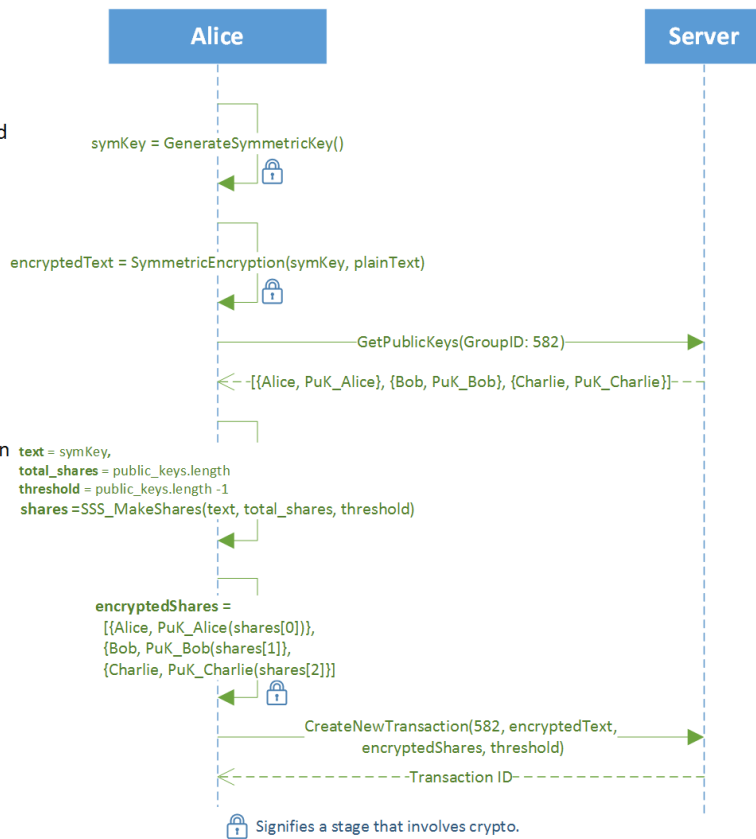 Alice
Server
d
symKey = GenerateSymmetricKey()
encryptedText = SymmetricEncryption(symKey, plainText)
GetPublicKeys(GroupID: 582)
[{Alice, PuK_Alice}, {Bob, PuK_Bob}, {Charlie, PuK_Charlie}]
n
text = symKey,
total_shares = public_keys.length
threshold = public_keys.length -1
shares =SSS_MakeShares(text, total_shares, threshold)
encryptedShares =
[{Alice, PuK_Alice(shares[0])},
{Bob, PuK_Bob(shares[1]},
{Charlie, PuK_Charlie(shares[2]}]
CreateNewTransaction(582, encryptedText,
encryptedShares, threshold)
Transaction ID
Signifies a stage that involves crypto.